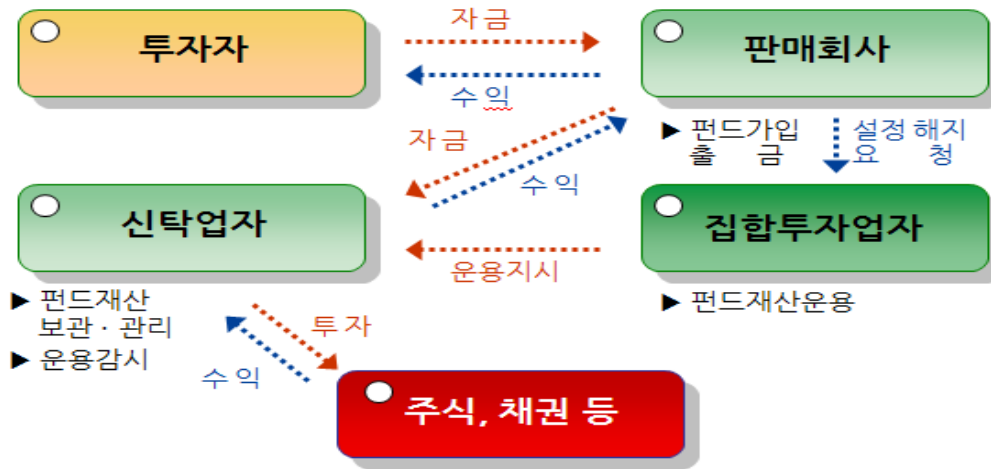 투자자
자 금
수 익
판매회사
▶ 펀드가입
출 금
설정 해지
요 청
자 금
수 익
신탁업자
집합투자업자
운용지시
▶ 펀드재산
보관 · 관리
▶ 운용감시
▶ 펀드재산운용
투 자
수 익
주식, 채권 등